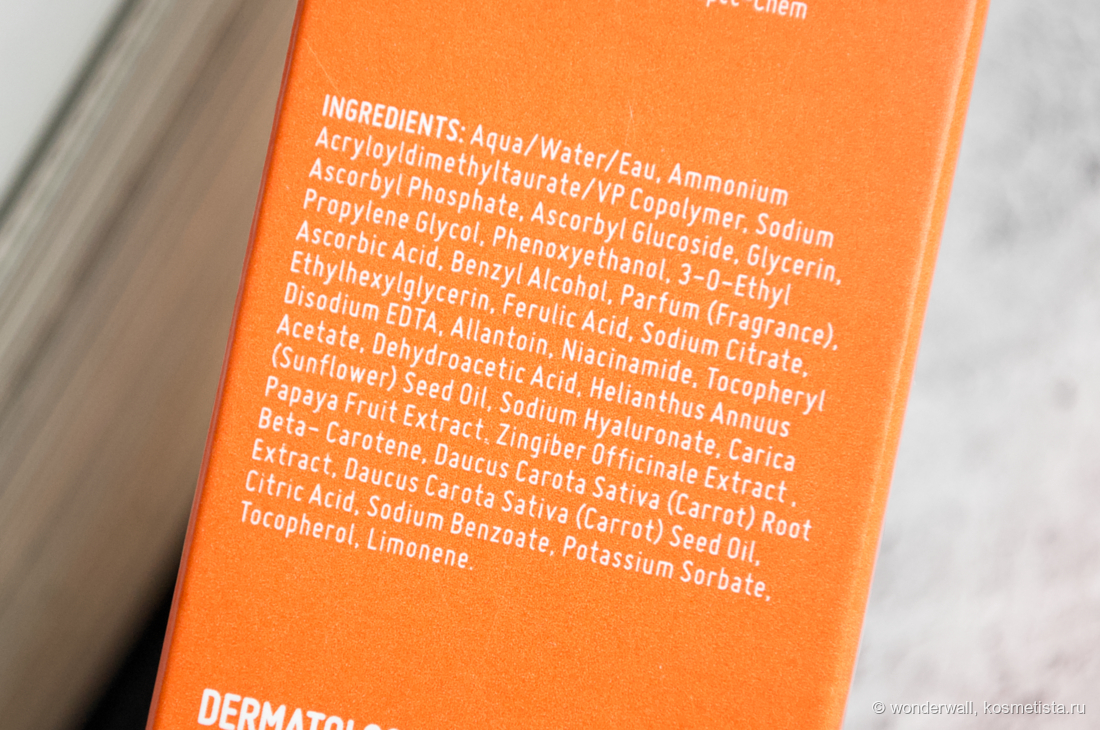 INGREDIENTS: Aqua/Water/Eau, Ammonium
Acryloyldimethyltaurate/VP Copolymer, Sodium
Ascorbyl Phosphate, Ascorbyl Glucoside, Glycerin,
Propylene Glycol, Phenoxyethanol, 3-O-Ethyl
Ascorbic Acid, Benzyl Alcohol, Parfum (Fragrance),
Ethylhexylglycerin, Ferulic Acid, Sodium Citrate,
Disodium EDTA, Allantoin, Niacinamide, Tocopheryl
Acetate, Dehydroacetic Acid, Helianthus Annuus
(Sunflower) Seed Oil, Sodium Hyaluronate, Carica
Papaya Fruit Extract, Zingiber Officinale Extract ,
Beta- Carotene, Daucus Carota Sativa (Carrot) Root
Extract, Daucus Carota Sativa (Carrot) Seed Oil,
Citric Acid, Sodium Benzoate, Potassium Sorbate,
Tocopherol, Limonene.
© wonderwall, kosmetista.ru